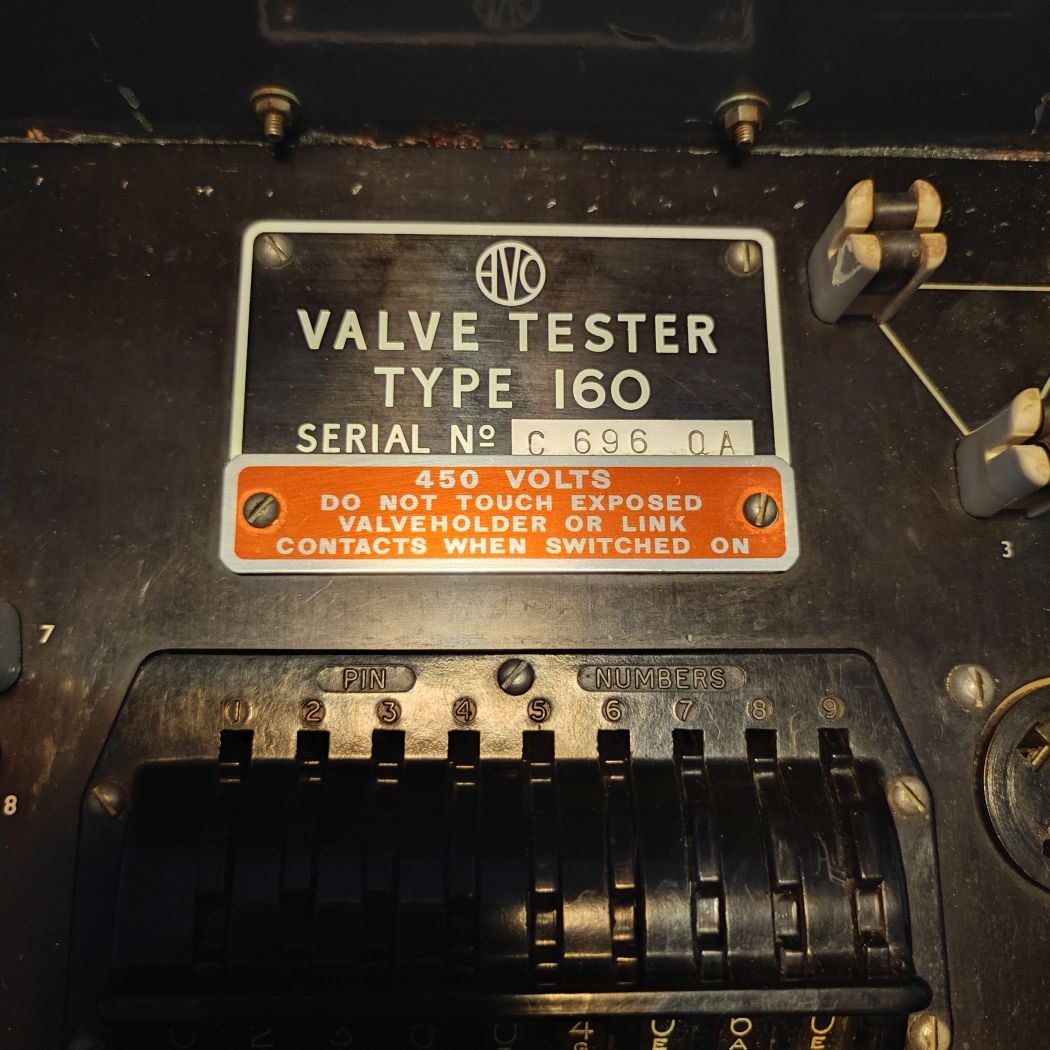 AVO
VALVE TESTER
TYPE 160
SERIAL Nº C 696 QA
450 VOLTS
DO NOT TOUCH EXPOSED
VALVEHOLDER OR LINK
CONTACTS WHEN SWITCHED ON
3
7
PIN NUMBERS
1 2 3 4 5 6 7 8 9
8